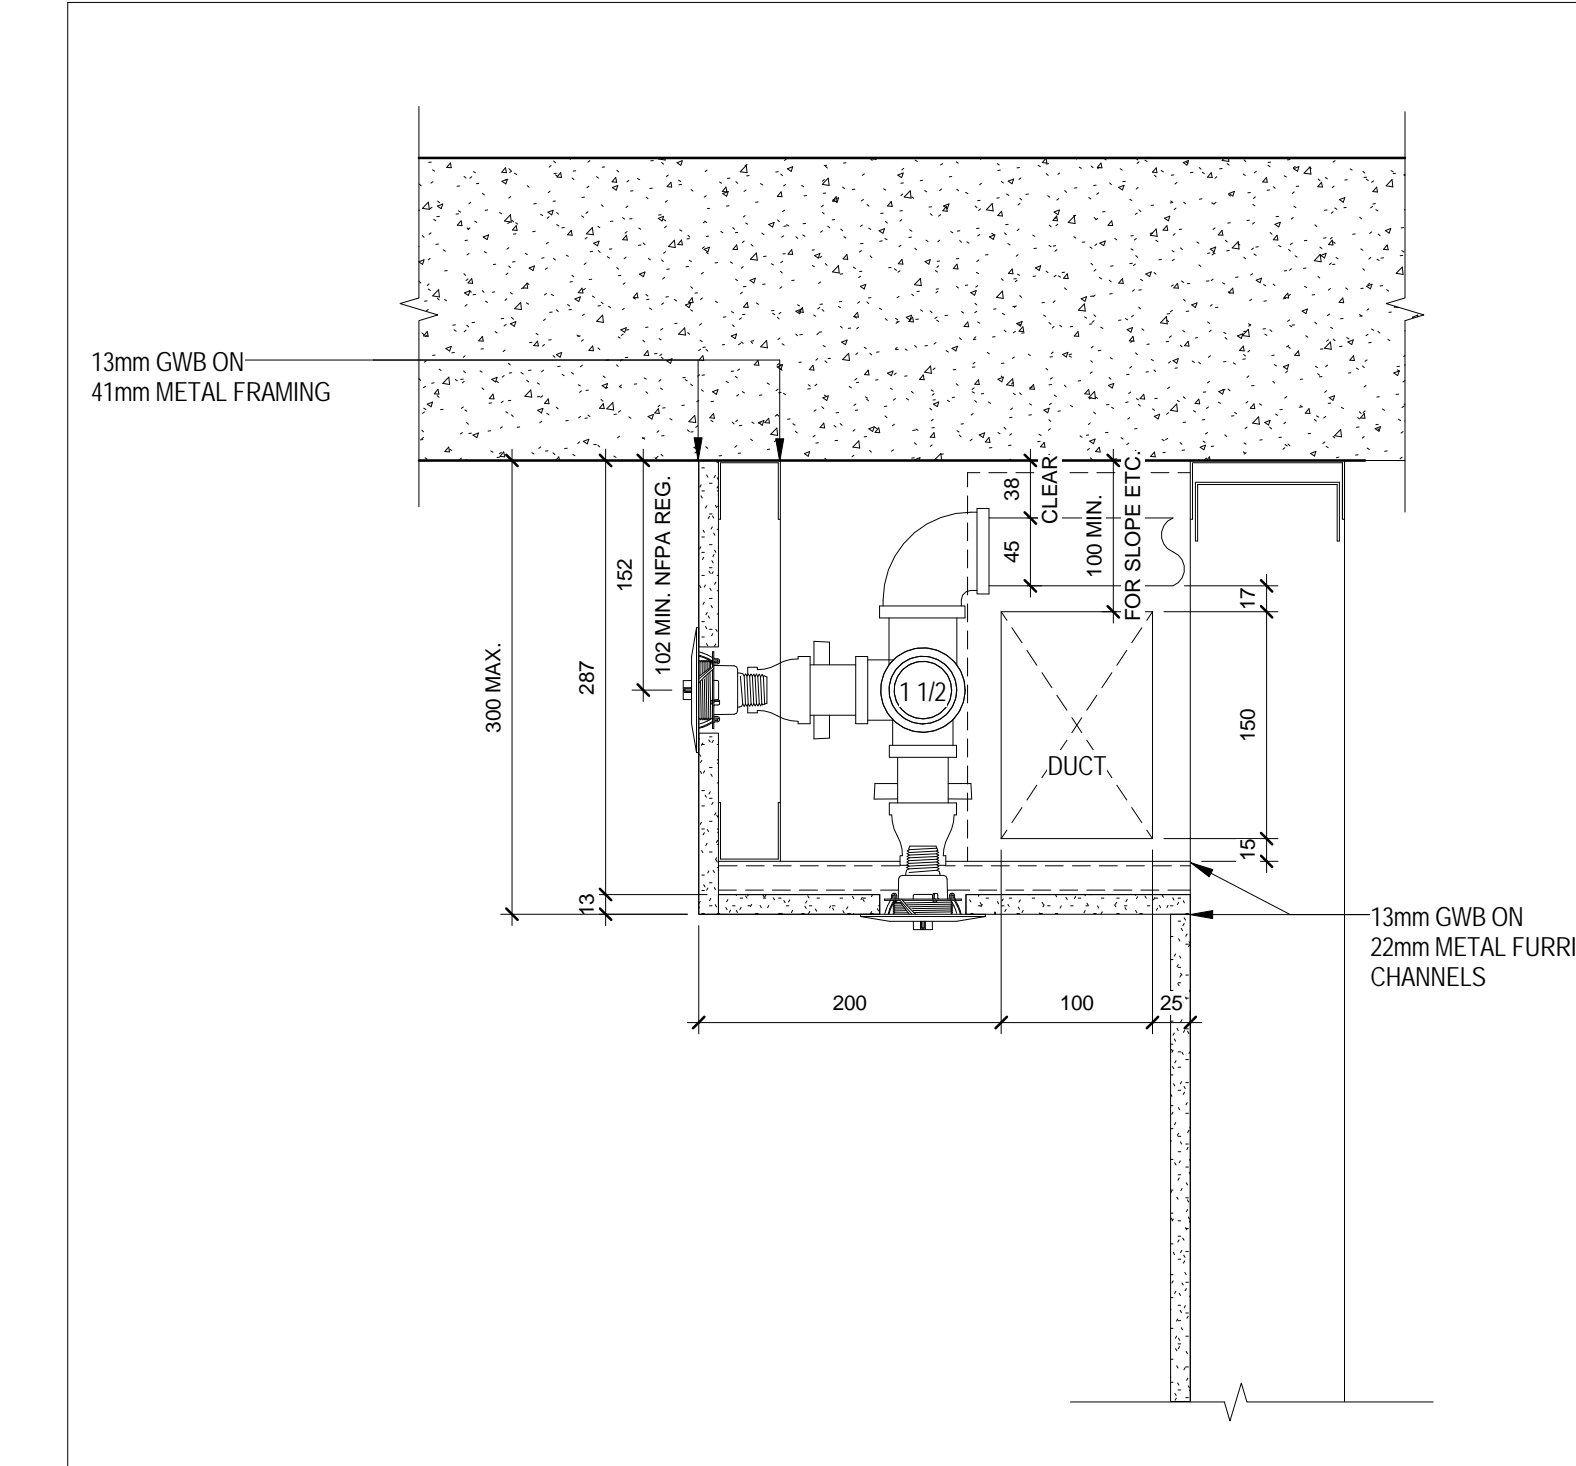 13mm GWB ON
41mm METAL FRAMING
300 MAX.
287
13
152
102 MIN. NFPA REG.
38
CLEAR
45
100 MIN.
FOR SLOPE ETC.
17
150
15
1 1/2
DUCT
13mm GWB ON
22mm METAL FURRI
CHANNELS
200
100
25